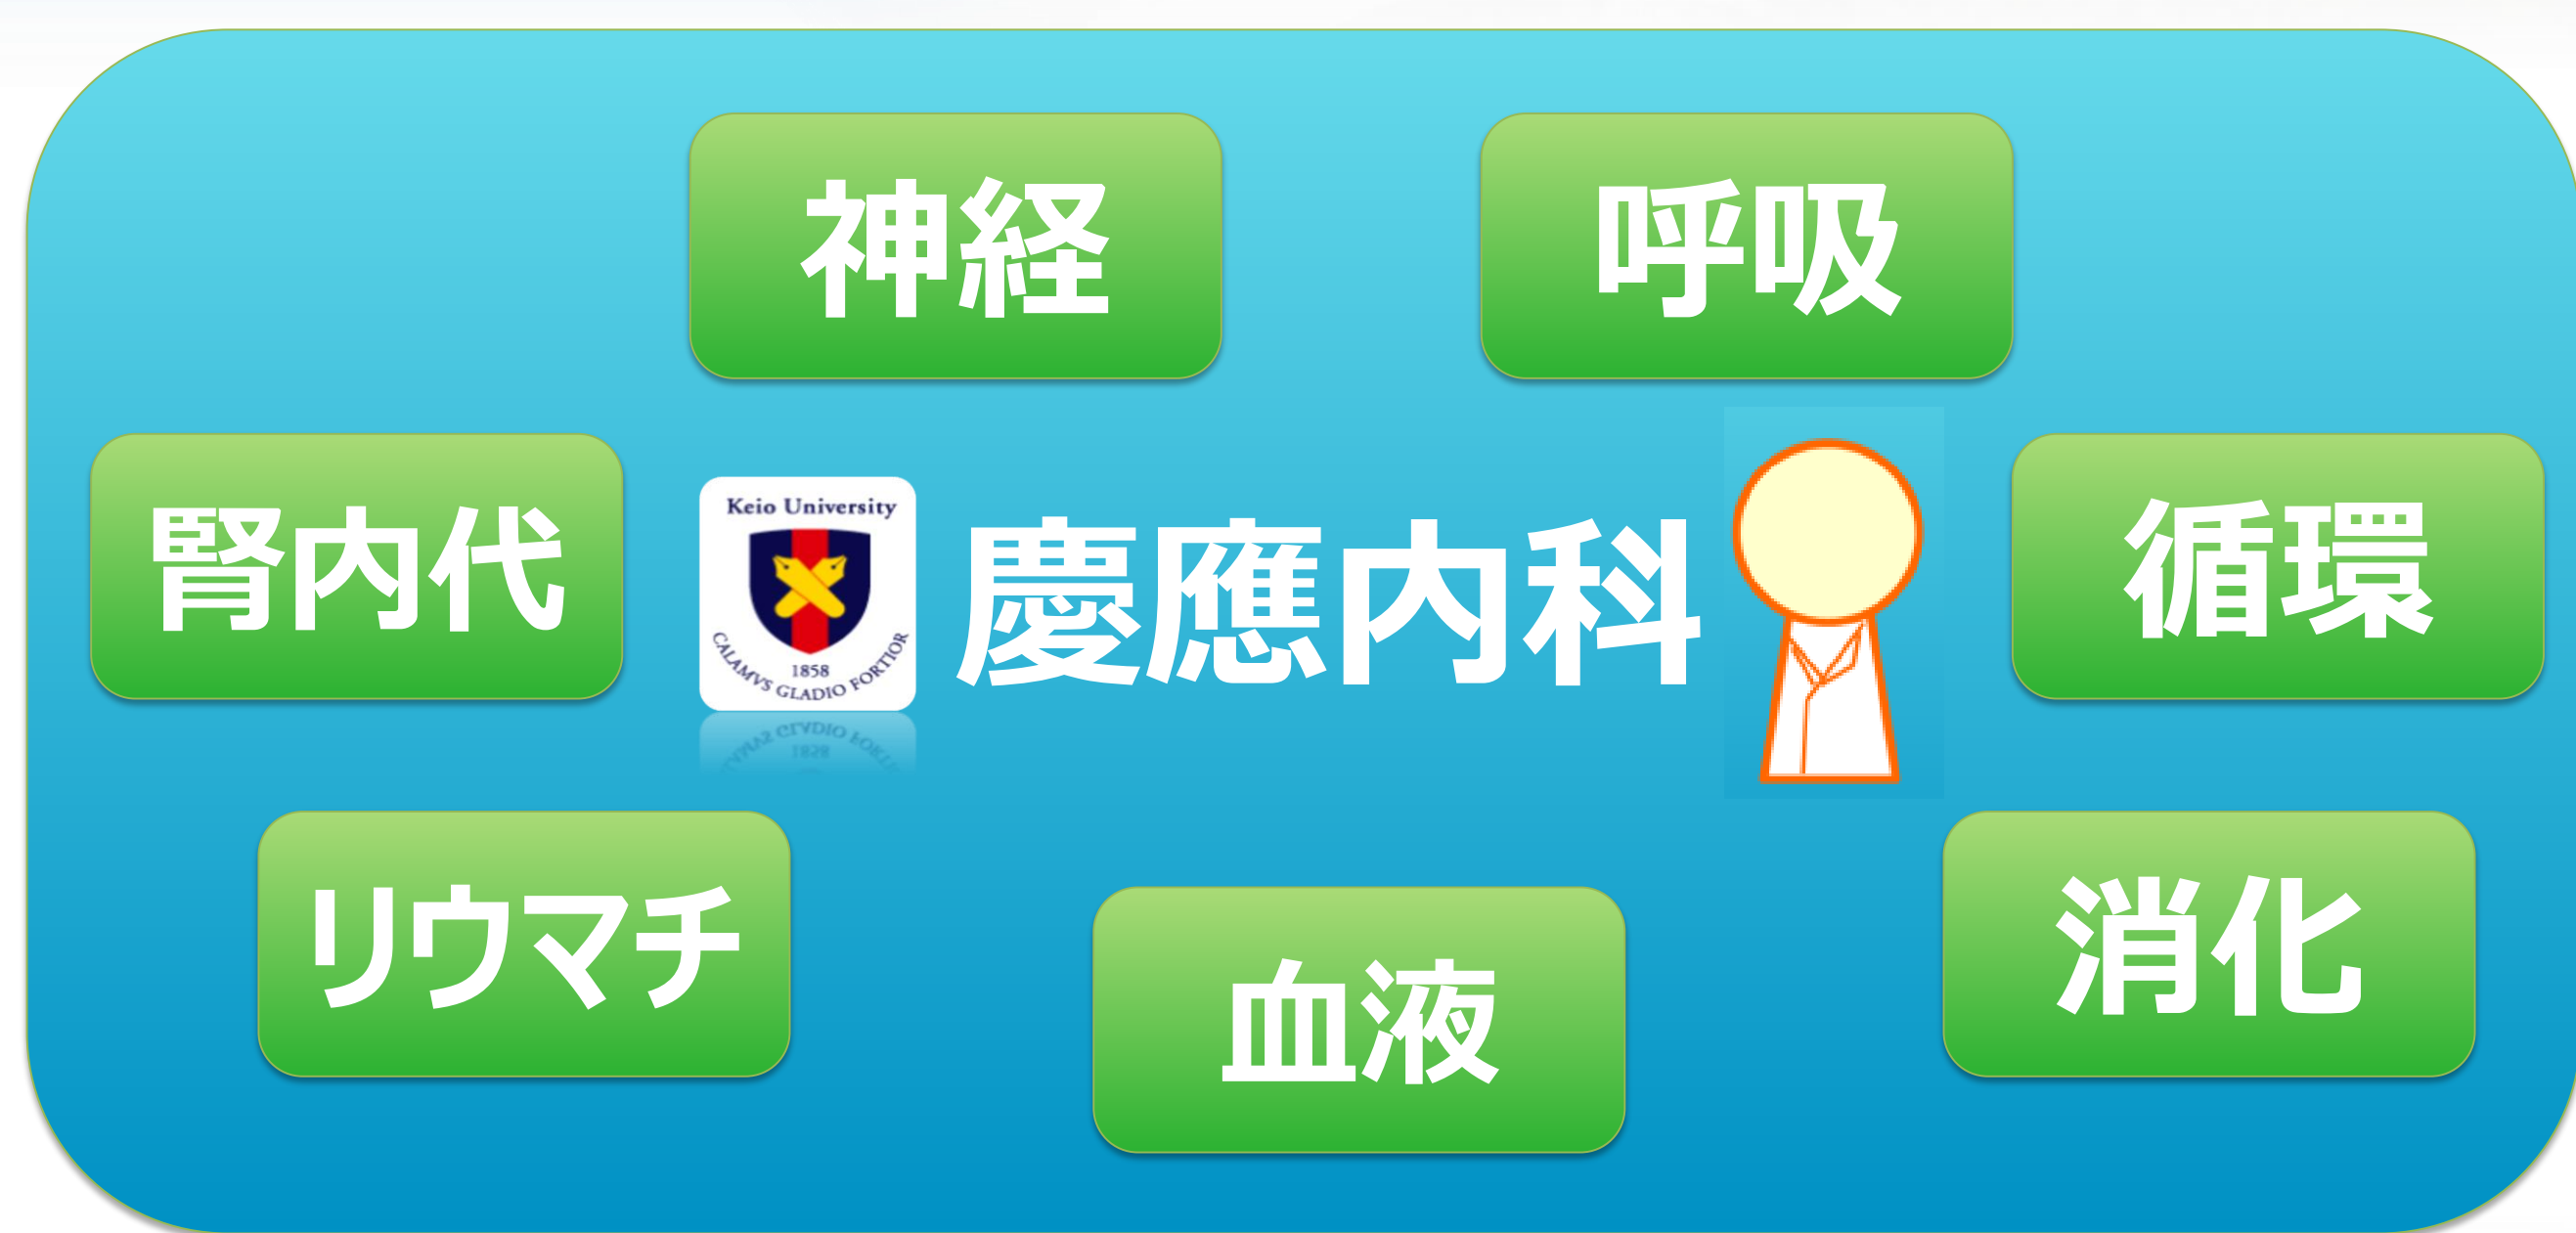 神経
呼吸
腎内代
Keio University
1858
CALAMVS GLADIO FORTIOR
慶應内科
循環
リウマチ
血液
消化